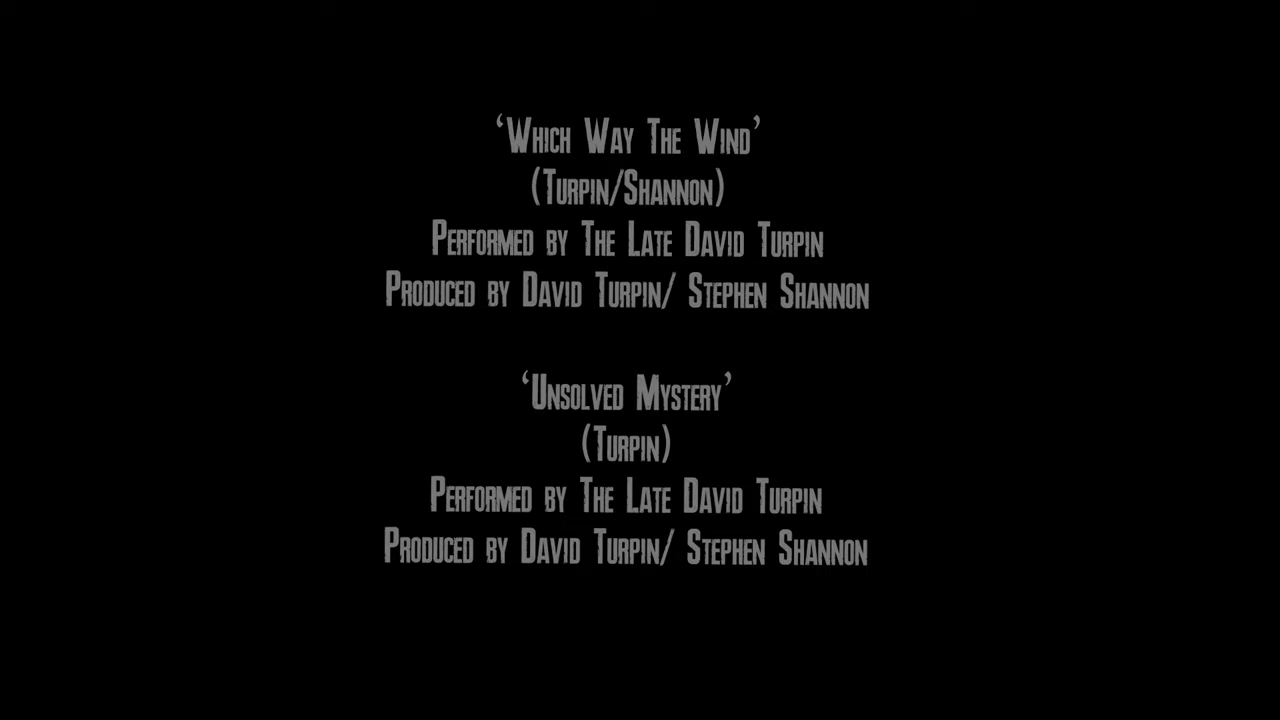 ‘Which Way The Wind’
(Turpin/Shannon)
Performed by The Late David Turpin
Produced by David Turpin/ Stephen Shannon
‘Unsolved Mystery’
(Turpin)
Performed by The Late David Turpin
Produced by David Turpin/ Stephen Shannon